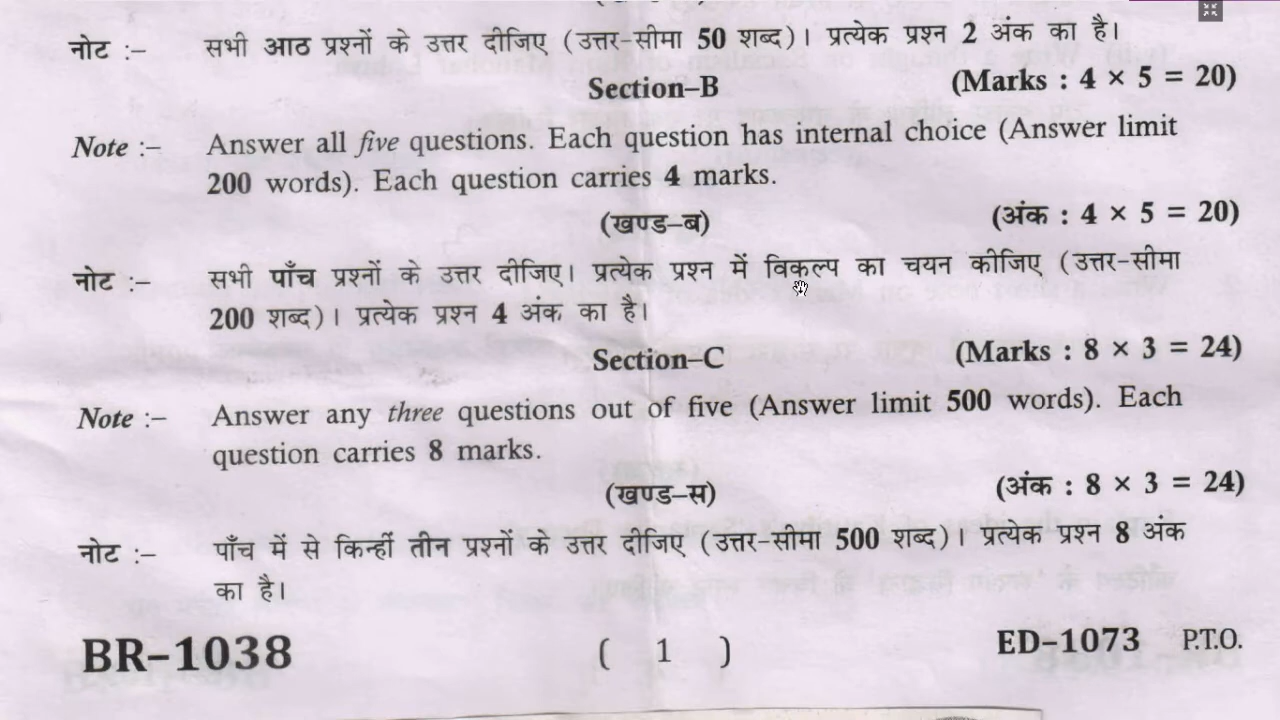 नोट :– सभी आठ प्रश्नों के उत्तर दीजिए (उत्तर-सीमा 50 शब्द)। प्रत्येक प्रश्न 2 अंक का है।
Section–B (Marks : 4 × 5 = 20)
Note :– Answer all five questions. Each question has internal choice (Answer limit
200 words). Each question carries 4 marks.
(खण्ड–ब) (अंक : 4 × 5 = 20)
नोट :– सभी पाँच प्रश्नों के उत्तर दीजिए। प्रत्येक प्रश्न में विकल्प का चयन कीजिए (उत्तर-सीमा
200 शब्द)। प्रत्येक प्रश्न 4 अंक का है।
Section–C (Marks : 8 × 3 = 24)
Note :– Answer any three questions out of five (Answer limit 500 words). Each
question carries 8 marks.
(खण्ड–स) (अंक : 8 × 3 = 24)
नोट :– पाँच में से किन्हीं तीन प्रश्नों के उत्तर दीजिए (उत्तर-सीमा 500 शब्द)। प्रत्येक प्रश्न 8 अंक
का है।
BR–1038 ( 1 ) ED–1073 P.T.O.